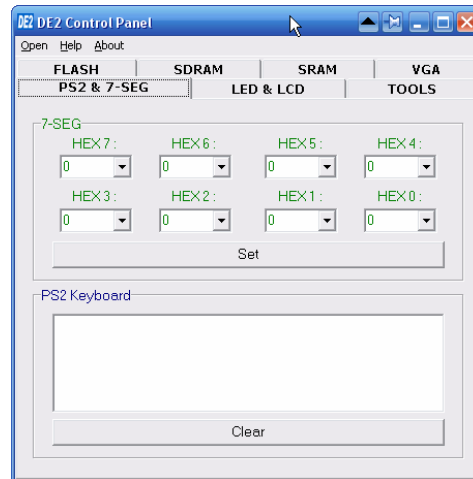 DE2 DE2 Control Panel
Open Help About
FLASH SDRAM SRAM VGA
PS2 & 7-SEG LED & LCD TOOLS
7-SEG
HEX7: HEX6: HEX5: HEX4:
0 0 0 0
HEX3: HEX2: HEX1: HEX0:
0 0 0 0
Set
PS2 Keyboard
Clear